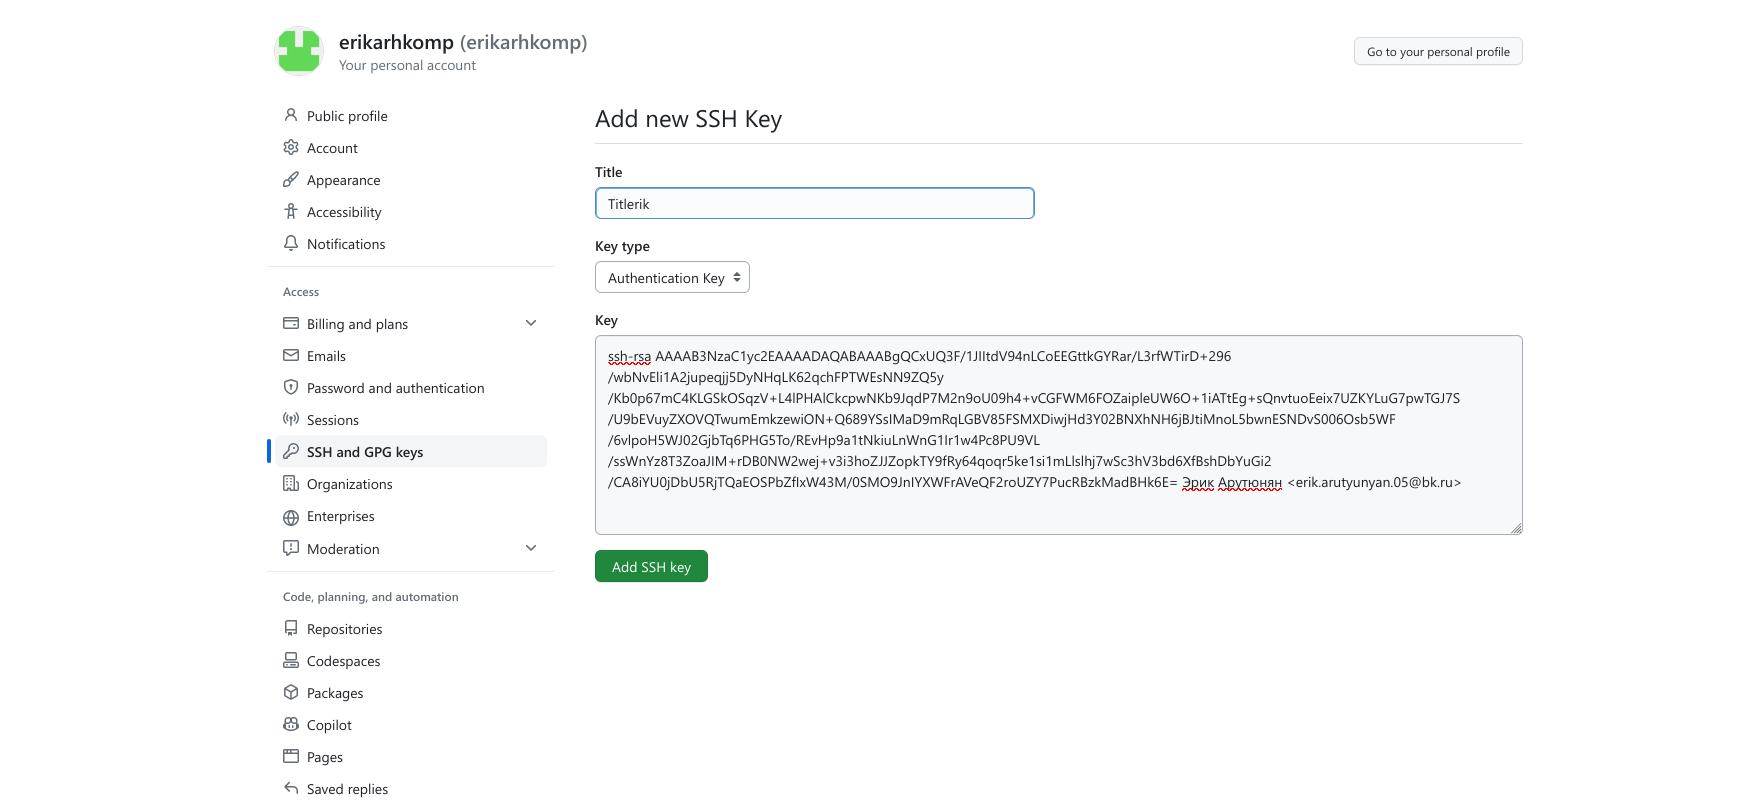 erikarhkomp (erikarhkomp)
Your personal account
Go to your personal profile
Public profile
Account
Appearance
Accessibility
Notifications
Access
Billing and plans
Emails
Password and authentication
Sessions
SSH and GPG keys
Organizations
Enterprises
Moderation
Code, planning, and automation
Repositories
Codespaces
Packages
Copilot
Pages
Saved replies
Add new SSH Key
Title
Titlerik
Key type
Authentication Key
Key
ssh-rsa AAAAB3NzaC1yc2EAAAADAQABAAABgQCxUQ3F/1JIItdV94nLCoEEGttkGYRar/L3rfWTirD+296
/wbNvEli1A2jupeqjj5DyNHqLK62qchFPTWEsNN9ZQ5y
/Kb0p67mC4KLGSkOSqzV+L4lPHAlCkcpwNKb9JqdP7M2n9oU09h4+vCGFWM6FOZaipleUW6O+1iATtEg+sQnvtuoEeix7UZKYLuG7pwTGJ7S
/U9bEVuyZXOVQTwumEmkzewiON+Q689YSsIMaD9mRqLGBV85FSMXDiwjHd3Y02BNXhNH6jBJtiMnoL5bwnESNDvS006Osb5WF
/6vlpoH5WJ02GjbTq6PHG5To/REvHp9a1tNkiuLnWnG1Ir1w4Pc8PU9VL
/ssWnYz8T3ZoaJIM+rDB0NW2wej+v3i3hoZJJZopkTY9fRy64qoqr5ke1si1mLlslhj7wSc3hV3bd6XfBshDbYuGi2
/CA8iYU0jDbU5RjTQaEOSPbZfIxW43M/0SMO9JnIYXWFrAVeQF2roUZY7PucRBzkMadBHk6E= Эрик Арутюнян <erik.arutyunyan.05@bk.ru>
Add SSH key